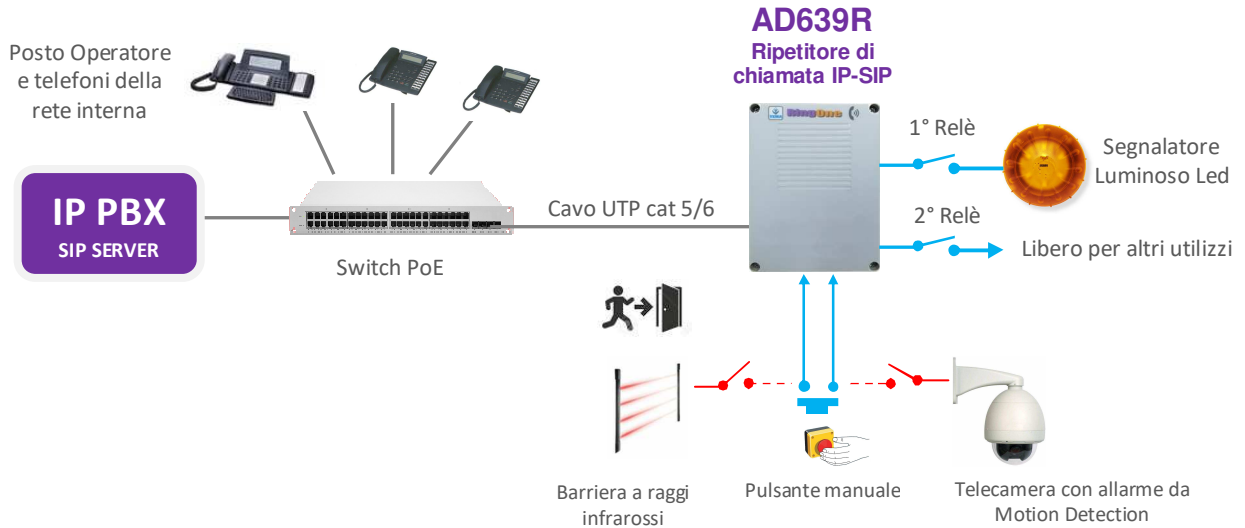 AD639R
Ripetitore di
chiamata IP-SIP
Posto Operatore
e telefoni della
rete interna
RingOne
1° Relè
Segnalatore
Luminoso Led
IP PBX
SIP SERVER
Cavo UTP cat 5/6
2° Relè
Libero per altri utilizzi
Switch PoE
Barriera a raggi
infrarossi
Pulsante manuale
Telecamera con allarme da
Motion Detection